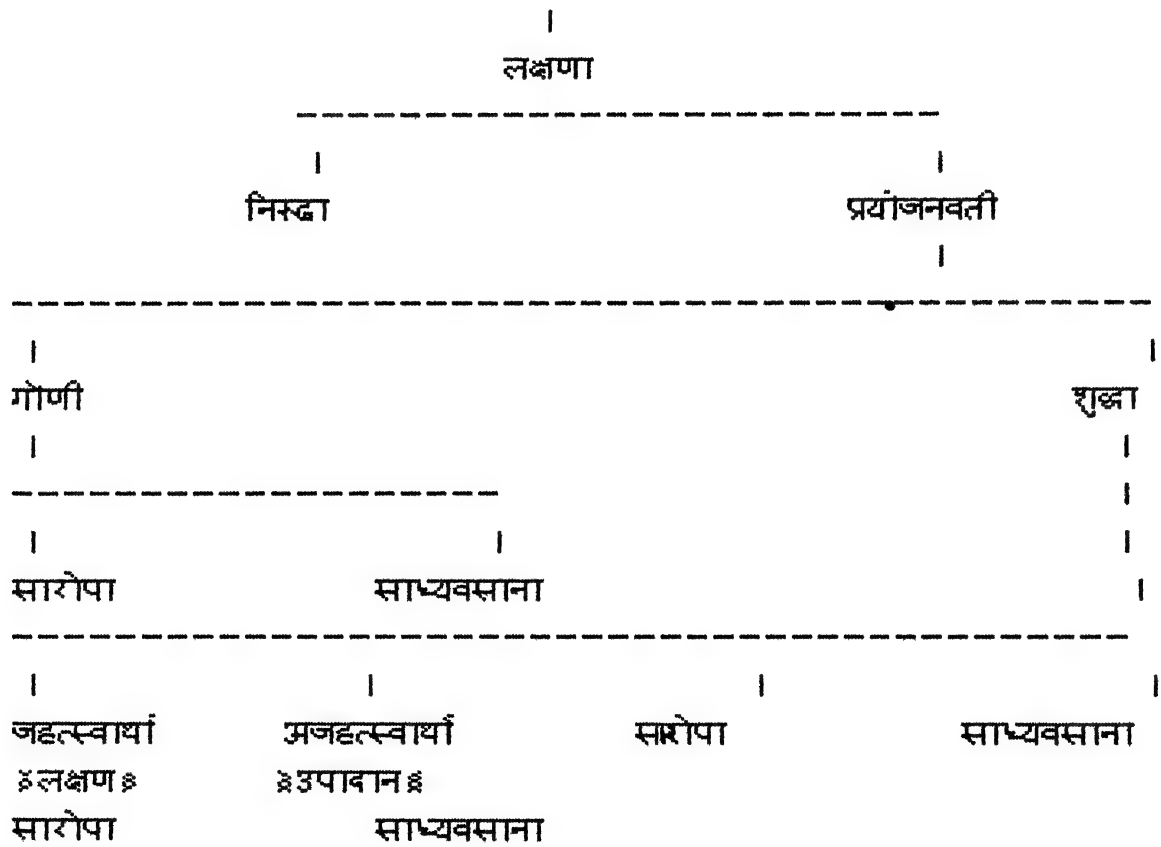 लक्षणा
निरूढा प्रयोजनवती
गौणी शुद्धा
सारोपा साध्यवसाना
जहत्स्वार्था अजहत्स्वार्था सारोपा साध्यवसाना
लक्षण उपादान
सारोपा साध्यवसाना